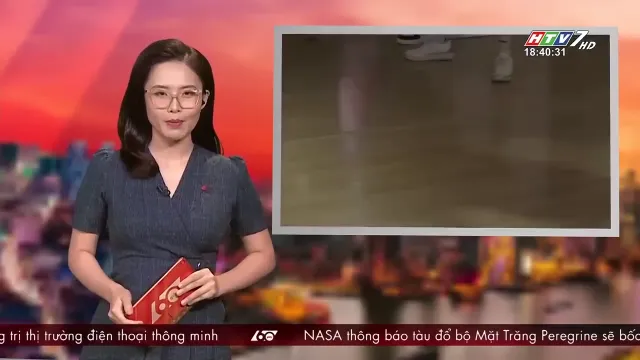 HTV7 HD
18:40:31
g trị thị trường điện thoại thông minh
NASA thông báo tàu đổ bộ Mặt Trăng Peregrine sẽ bốc